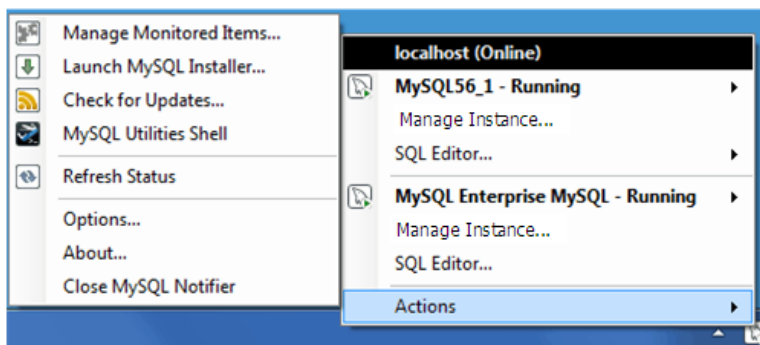 Manage Monitored Items...
Launch MySQL Installer...
Check for Updates...
MySQL Utilities Shell
Refresh Status
Options...
About...
Close MySQL Notifier
localhost (Online)
MySQL56_1 - Running
Manage Instance...
SQL Editor...
MySQL Enterprise MySQL - Running
Manage Instance...
SQL Editor...
Actions